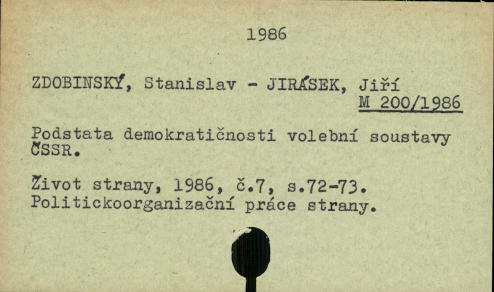 1986
ZDOBINSKÝ, Stanislav - JIRÁSEK, Jiří
M 200/1986
Podstata demokratičnosti volební soustavy
ČSSR.
Život strany, 1986, č.7, s.72-73.
Politickoorganizační práce strany.